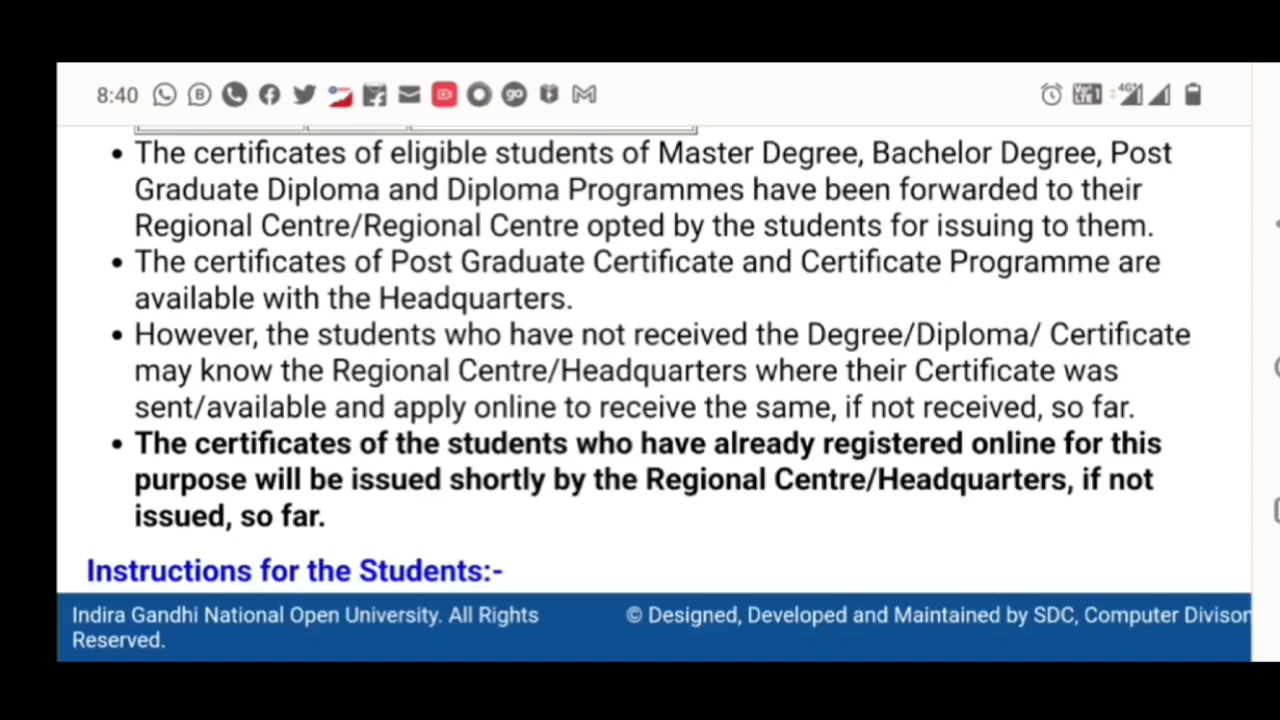 8:40
The certificates of eligible students of Master Degree, Bachelor Degree, Post
Graduate Diploma and Diploma Programmes have been forwarded to their
Regional Centre/Regional Centre opted by the students for issuing to them.
The certificates of Post Graduate Certificate and Certificate Programme are
available with the Headquarters.
However, the students who have not received the Degree/Diploma/ Certificate
may know the Regional Centre/Headquarters where their Certificate was
sent/available and apply online to receive the same, if not received, so far.
The certificates of the students who have already registered online for this
purpose will be issued shortly by the Regional Centre/Headquarters, if not
issued, so far.
Instructions for the Students:-
Indira Gandhi National Open University. All Rights
Reserved.
© Designed, Developed and Maintained by SDC, Computer Divison